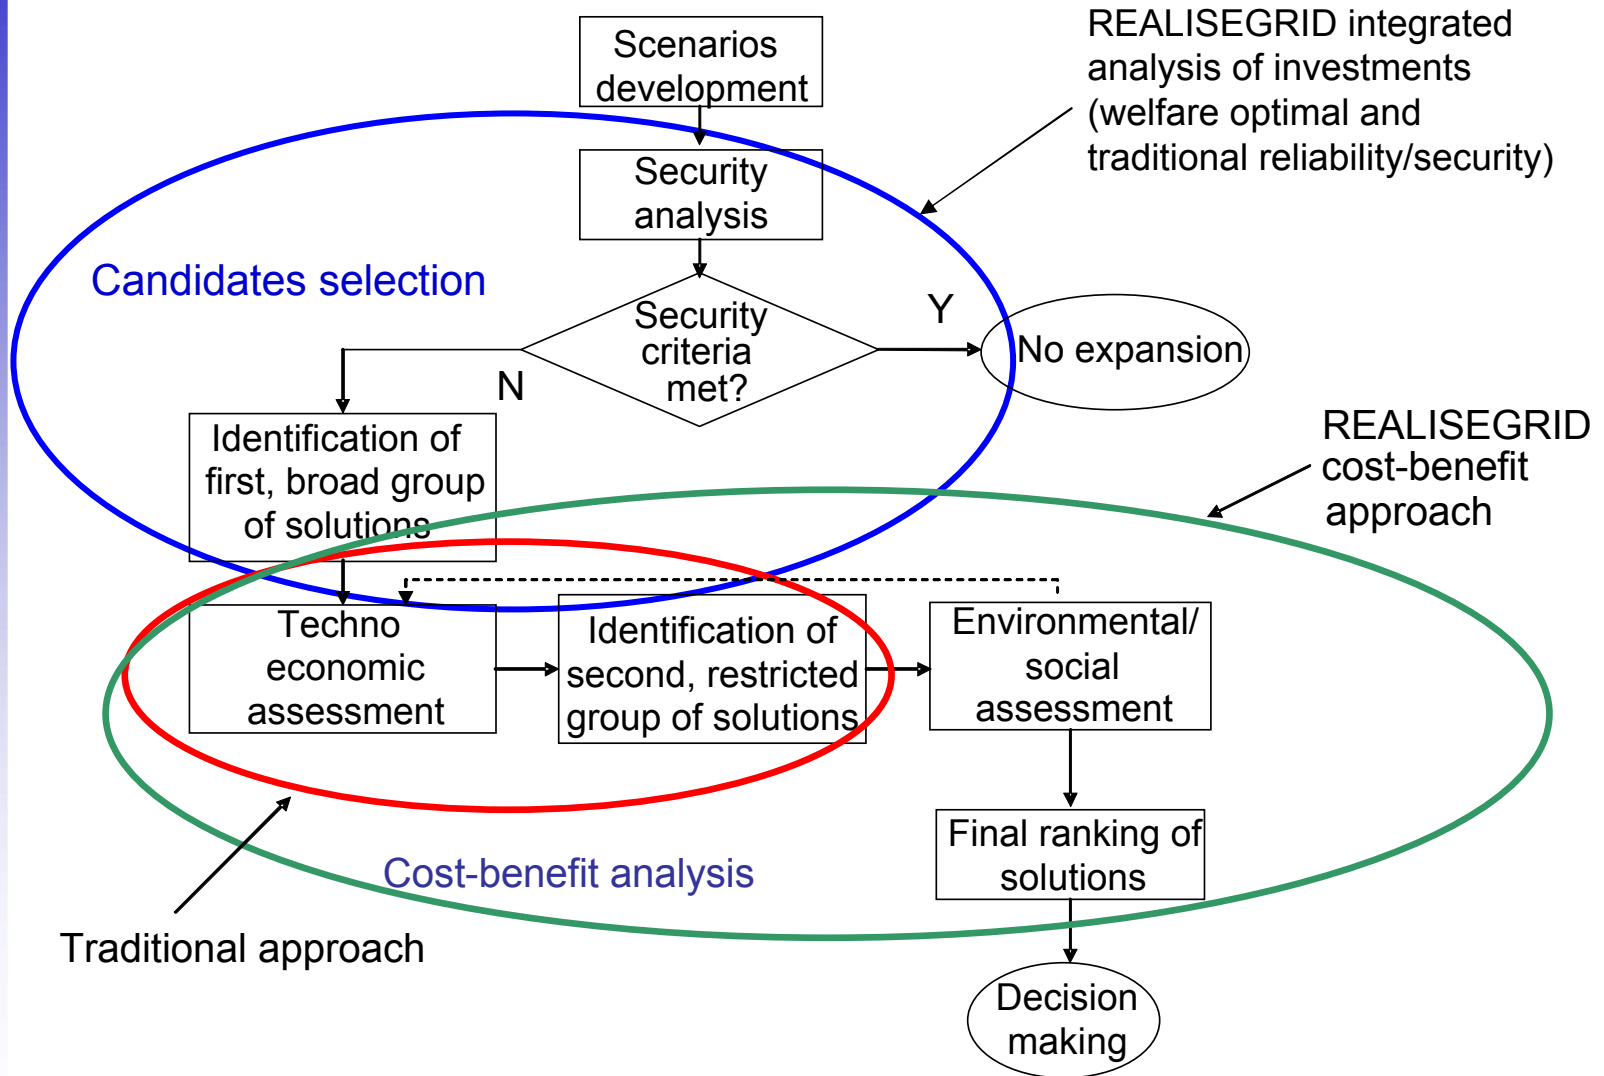 Scenarios
development
REALISEGRID integrated
analysis of investments
(welfare optimal and
traditional reliability/security)
Security
analysis
Candidates selection
Security
criteria
met?
Y
No expansion
N
Identification of
first, broad group
of solutions
REALISEGRID
cost-benefit
approach
Techno
economic
assessment
Identification of
second, restricted
group of solutions
Environmental/
social
assessment
Final ranking of
solutions
Cost-benefit analysis
Traditional approach
Decision
making